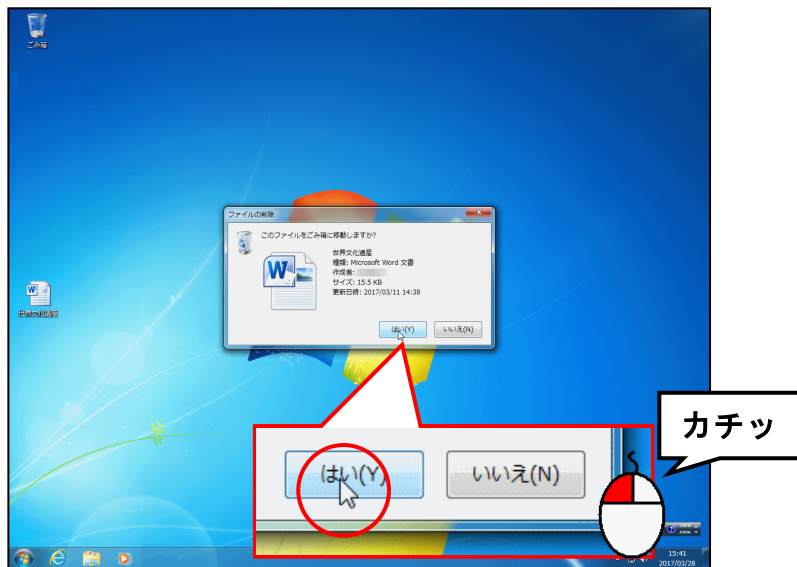 ごみ箱
ファイルの削除
このファイルをごみ箱に移動しますか?
世界文化遺産
種類: Microsoft Word 文書
作成者:
サイズ: 15.5 KB
更新日時: 2017/03/11 14:38
はい(Y)
いいえ(N)
世界文化遺産
カチッ
はい(Y)
いいえ(N)
15:41
2017/03/28